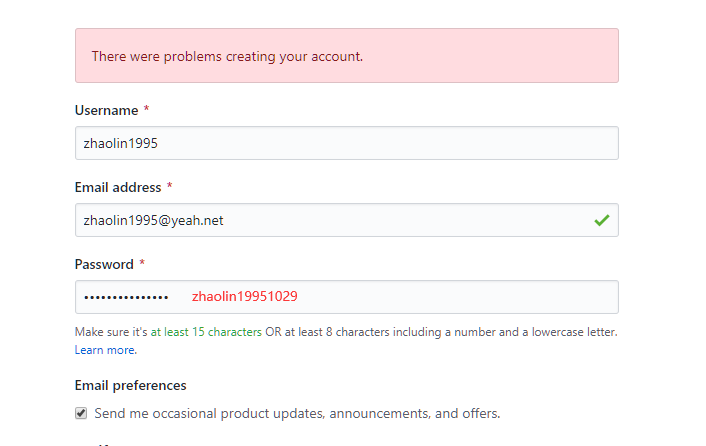 There were problems creating your account.
Username *
zhaolin1995
Email address *
zhaolin1995@yeah.net
Password *
••••••••••••••• zhaolin19951029
Make sure it's at least 15 characters OR at least 8 characters including a number and a lowercase letter.
Learn more.
Email preferences
Send me occasional product updates, announcements, and offers.